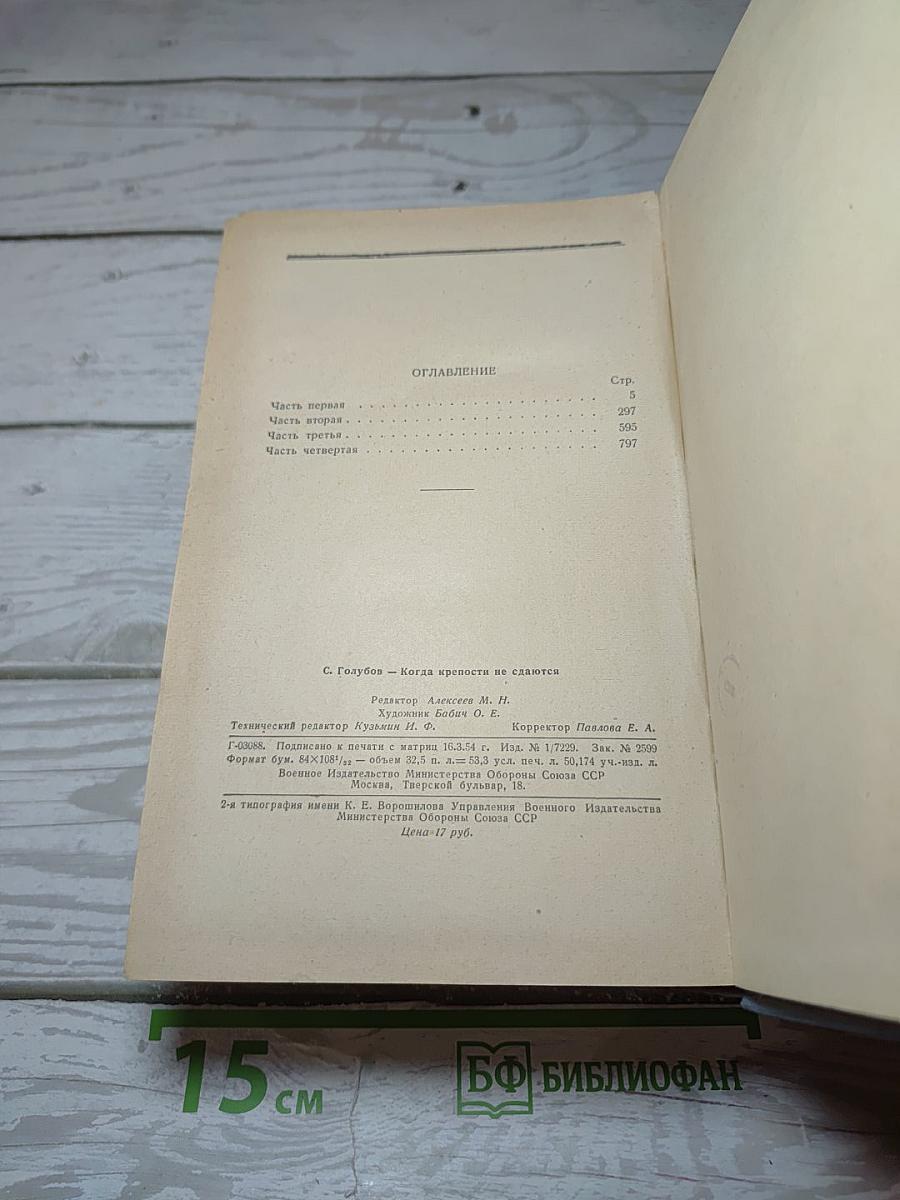 ОГЛАВЛЕНИЕ
Стр.
Часть первая . . . . . . . . . . . . . . . . . . 5
Часть вторая . . . . . . . . . . . . . . . . . . 297
Часть третья . . . . . . . . . . . . . . . . . . 595
Часть четвертая . . . . . . . . . . . . . . . . . 797
С. Голубов — Когда крепости не сдаются
Редактор Алексеев М. Н.
Художник Бабич О. Е.
Технический редактор Кузьмин И. Ф. Корректор Павлова Е. А.
Г-03088. Подписано к печати с матриц 16.3.54 г. Изд. № 1/7229. Зак. № 2599
Формат бум. 84×108¹/₃₂ — объем 32,5 п. л.= 53,3 усл. печ. л. 50,174 уч.-изд. л.
Военное Издательство Министерства Обороны Союза ССР
Москва, Тверской бульвар, 18.
2-я типография имени К. Е. Ворошилова Управления Военного Издательства
Министерства Обороны Союза ССР
Цена 17 руб.
15 см
БФ БИБЛИОФАН